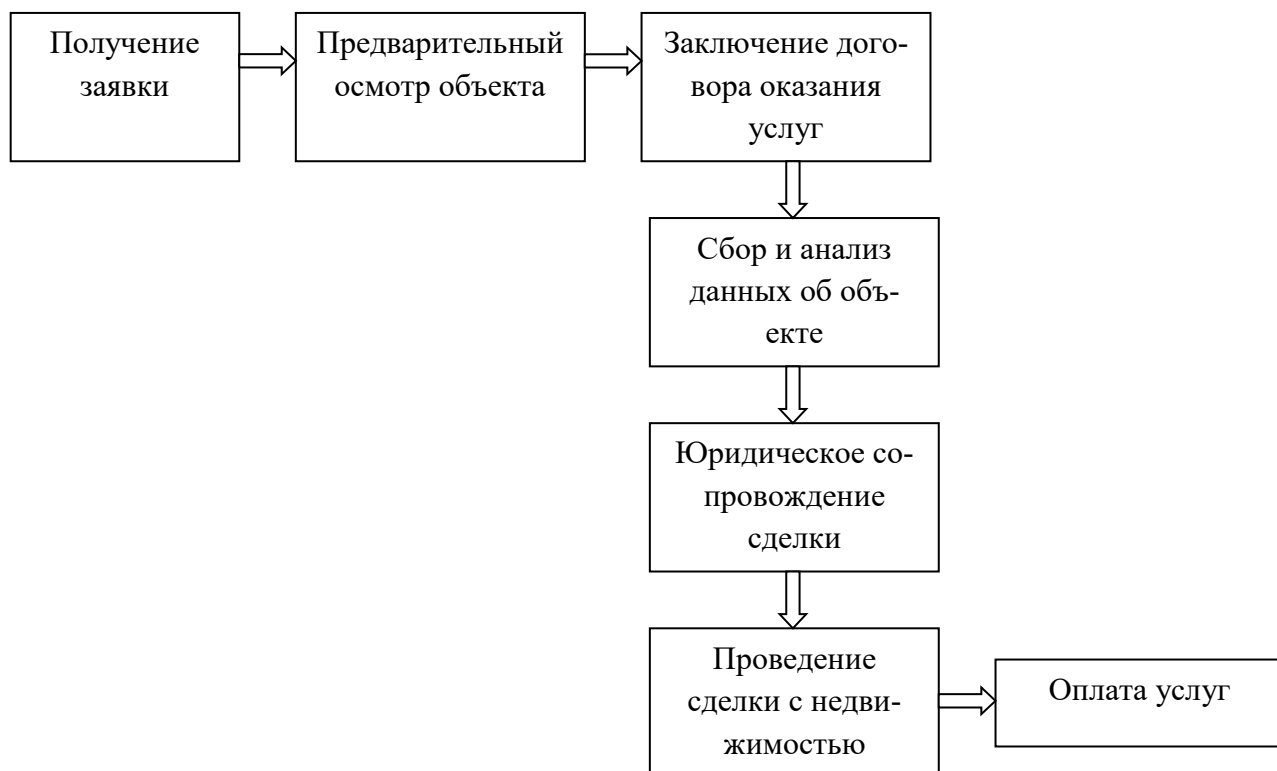 Получение
заявки
Предварительный
осмотр объекта
Заключение дого-
вора оказания
услуг
Сбор и анализ
данных об объ-
екте
Юридическое со-
провождение
сделки
Проведение
сделки с недви-
жимостью
Оплата услуг